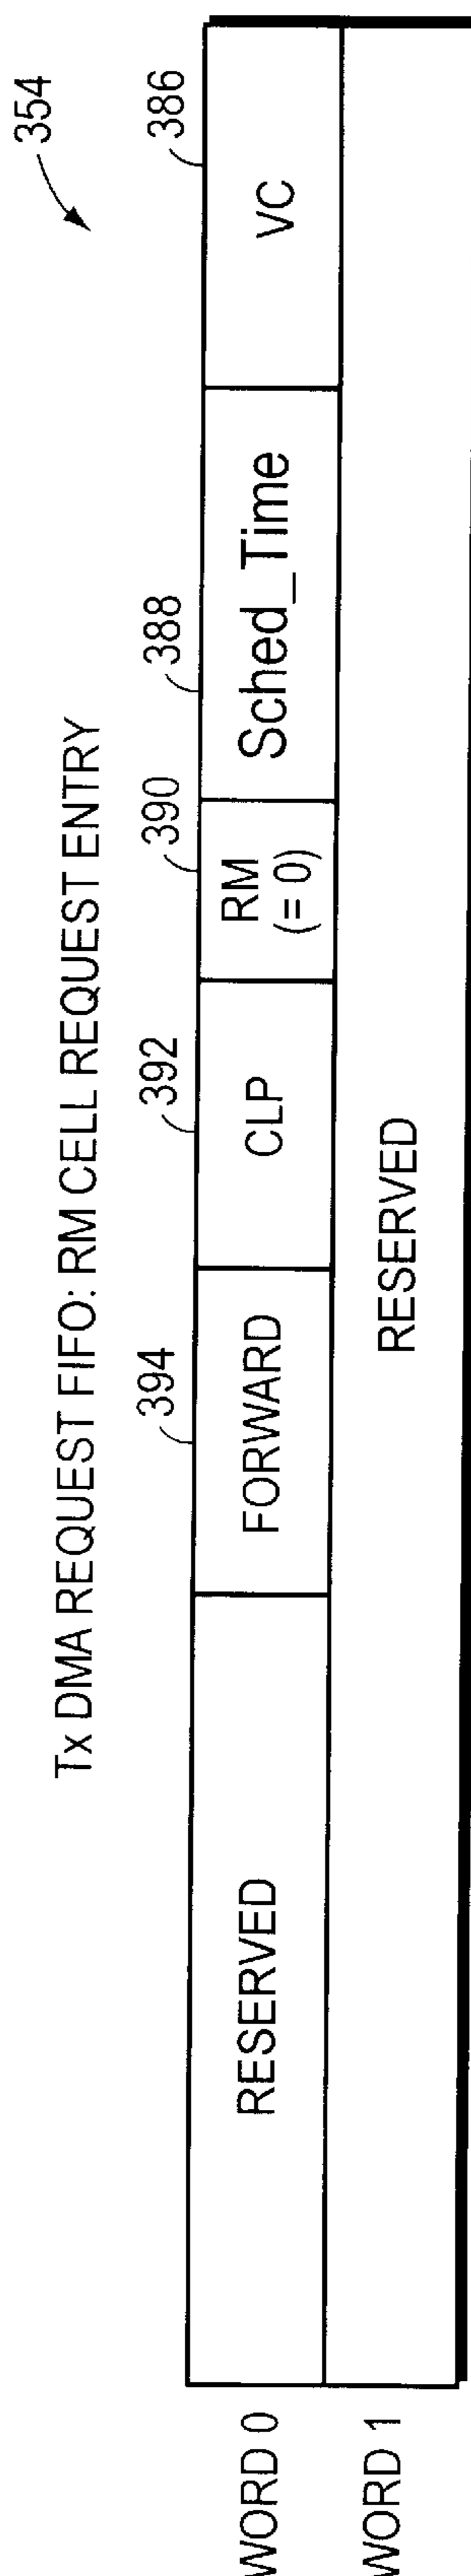 354
Tx DMA REQUEST FIFO: RM CELL REQUEST ENTRY
394 392 390 388 386
WORD 0 RESERVED FORWARD CLP RM (= 0) Sched_Time VC
WORD 1 RESERVED